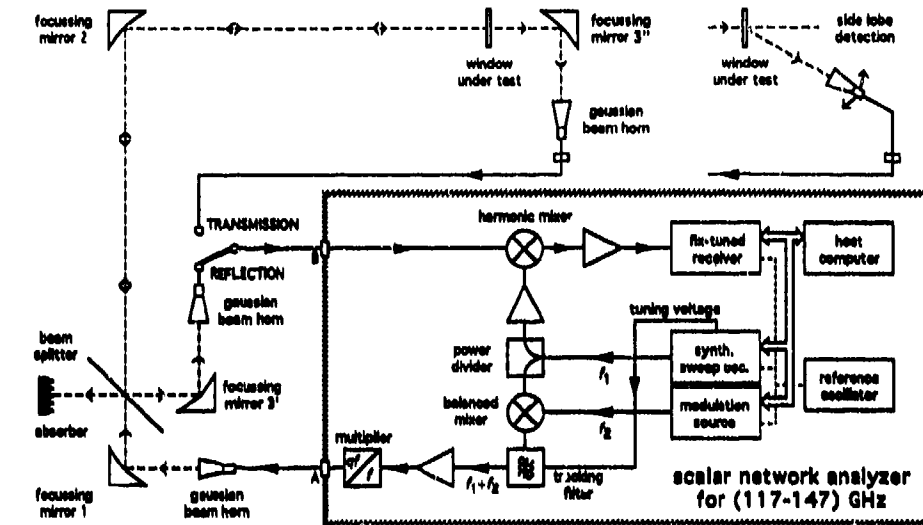 focussing
mirror 2
window
under test
focussing
mirror 3''
gaussian
beam horn
window
under test
side lobe
detection
TRANSMISSION
REFLECTION
gaussian
beam horn
beam
splitter
absorber
focussing
mirror 3'
focussing
mirror 1
gaussian
beam horn
B
A
harmonic mixer
fix-tuned
receiver
host
computer
tuning voltage
power
divider
f₁
synth.
sweep osc.
balanced
mixer
f₂
modulation
source
reference
oscillator
multiplier
qf
f
f₁+f₂
tracking
filter
scalar network analyzer
for (117-147) GHz